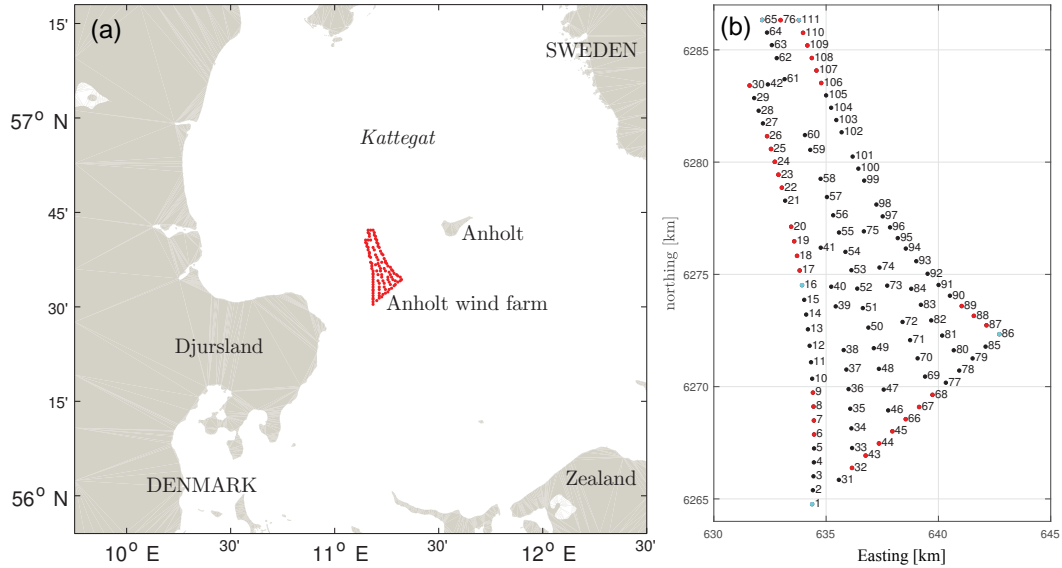 (a)
15'
57° N
45'
30'
15'
56° N
10° E
30'
11° E
30'
12° E
30'
SWEDEN
Kattegat
Anholt
Anholt wind farm
Djursland
DENMARK
Zealand
(b)
northing [km]
6285
6280
6275
6270
6265
630
635
640
645
Easting [km]
65 76 111
64 110
63 109
62 108
107
61
30 42 106
29 105
28 104
27 103
26 60 102
25 59
24 101
23 58 100
22 99
21 57 98
56 97
20 55 75 96
19 41 95
18 54 94
17 53 74 93
92
16 40 52 73 84 91
15 90
14 39 51 83 89
13 72 82 88
50 87
12 71 81 86
38 49 80 85
11 70 79
10 37 48 78
69
9 36 47 77
8 68
35 46 67
7 66
6 34 45
5 33 44
4 43
3 32
2 31
1